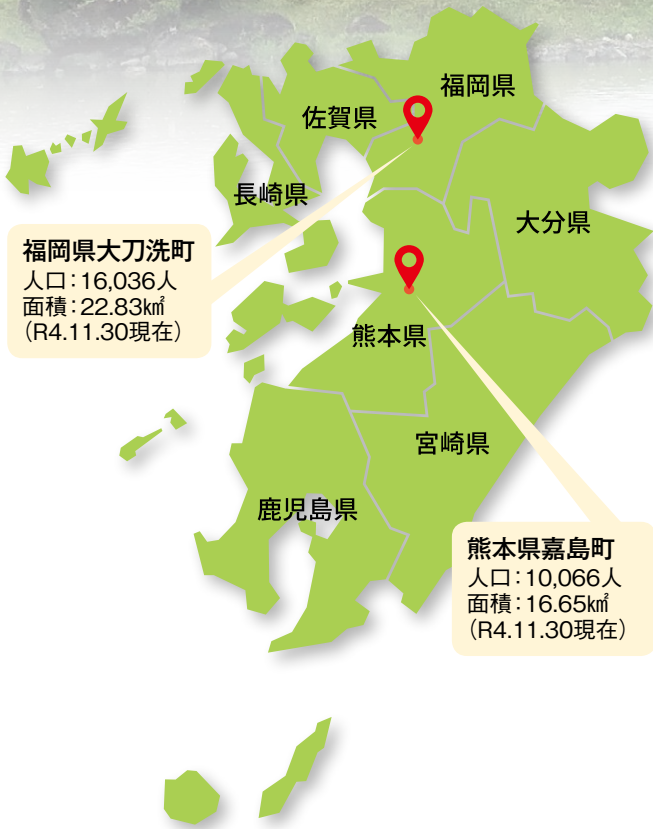 福岡県
佐賀県
長崎県
大分県
福岡県大刀洗町
人口：16,036人
面積：22.83㎢
（R4.11.30現在）
熊本県
宮崎県
鹿児島県
熊本県嘉島町
人口：10,066人
面積：16.65㎢
（R4.11.30現在）